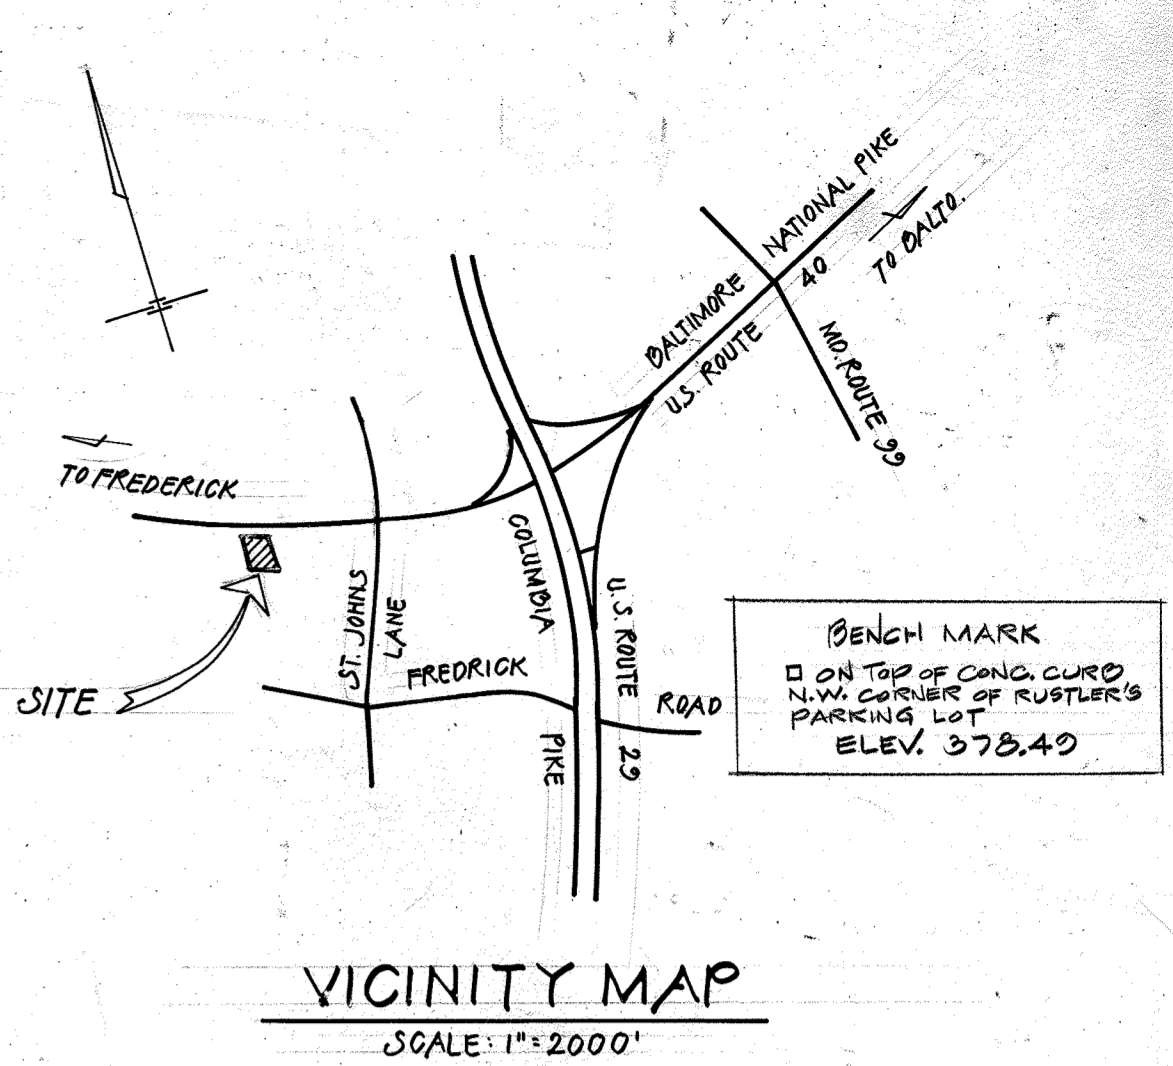 NATIONAL PIKE
TO BALTO.
40
BALTIMORE
U.S. ROUTE
MD. ROUTE 99
TO FREDERICK
COLUMBIA
PIKE
U.S. ROUTE
29
ST. JOHNS
LANE
FREDRICK
ROAD
SITE
BENCH MARK
□ ON TOP OF CONC. CURB,
N.W. CORNER OF RUSTLER'S
PARKING LOT
ELEV. 378.49
VICINITY MAP
SCALE: 1" = 2000'